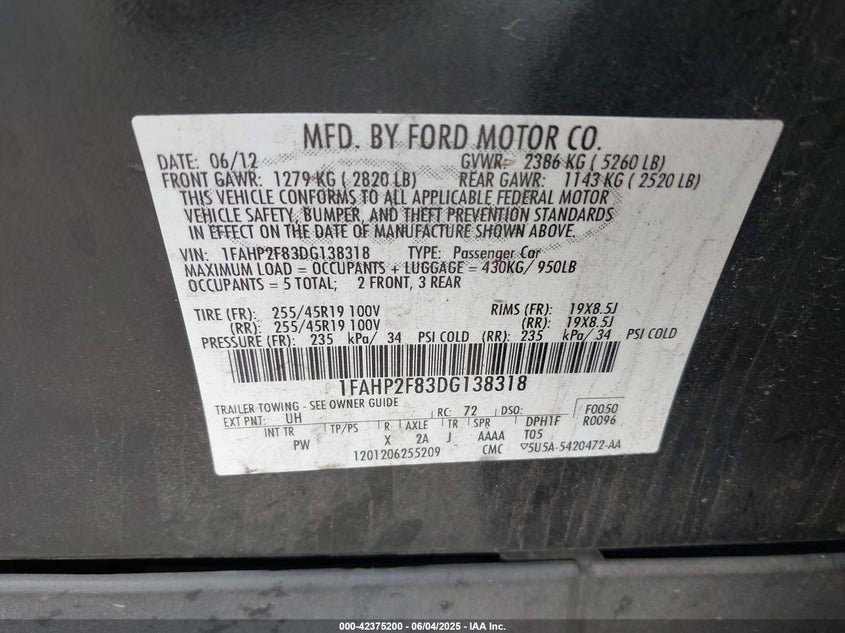 MFD. BY FORD MOTOR CO.
DATE: 06/12 GVWR: 2386 KG ( 5260 LB)
FRONT GAWR: 1279 KG ( 2820 LB) REAR GAWR: 1143 KG ( 2520 LB)
THIS VEHICLE CONFORMS TO ALL APPLICABLE FEDERAL MOTOR
VEHICLE SAFETY, BUMPER, AND THEFT PREVENTION STANDARDS
IN EFFECT ON THE DATE OF MANUFACTURE SHOWN ABOVE.
VIN: 1FAHP2F83DG138318 TYPE: Passenger Car
MAXIMUM LOAD = OCCUPANTS + LUGGAGE = 430KG/ 950LB
OCCUPANTS = 5 TOTAL; 2 FRONT, 3 REAR
TIRE (FR): 255/45R19 100V RIMS (FR): 19X8.5J
(RR): 255/45R19 100V (RR): 19X8.5J
PRESSURE (FR): 235 kPa/ 34 PSI COLD (RR): 235 kPa/ 34 PSI COLD
1FAHP2F83DG138318
TRAILER TOWING - SEE OWNER GUIDE
EXT PNT: UH RC: 72 DSO: F0050
INT TR TP/PS R AXLE TR SPR DPH1F R0096
PW X 2A J AAAA T05
1201206255209 CMC 5U5A-5420472-AA
000-42375200 - 06/04/2025 - IAA Inc.